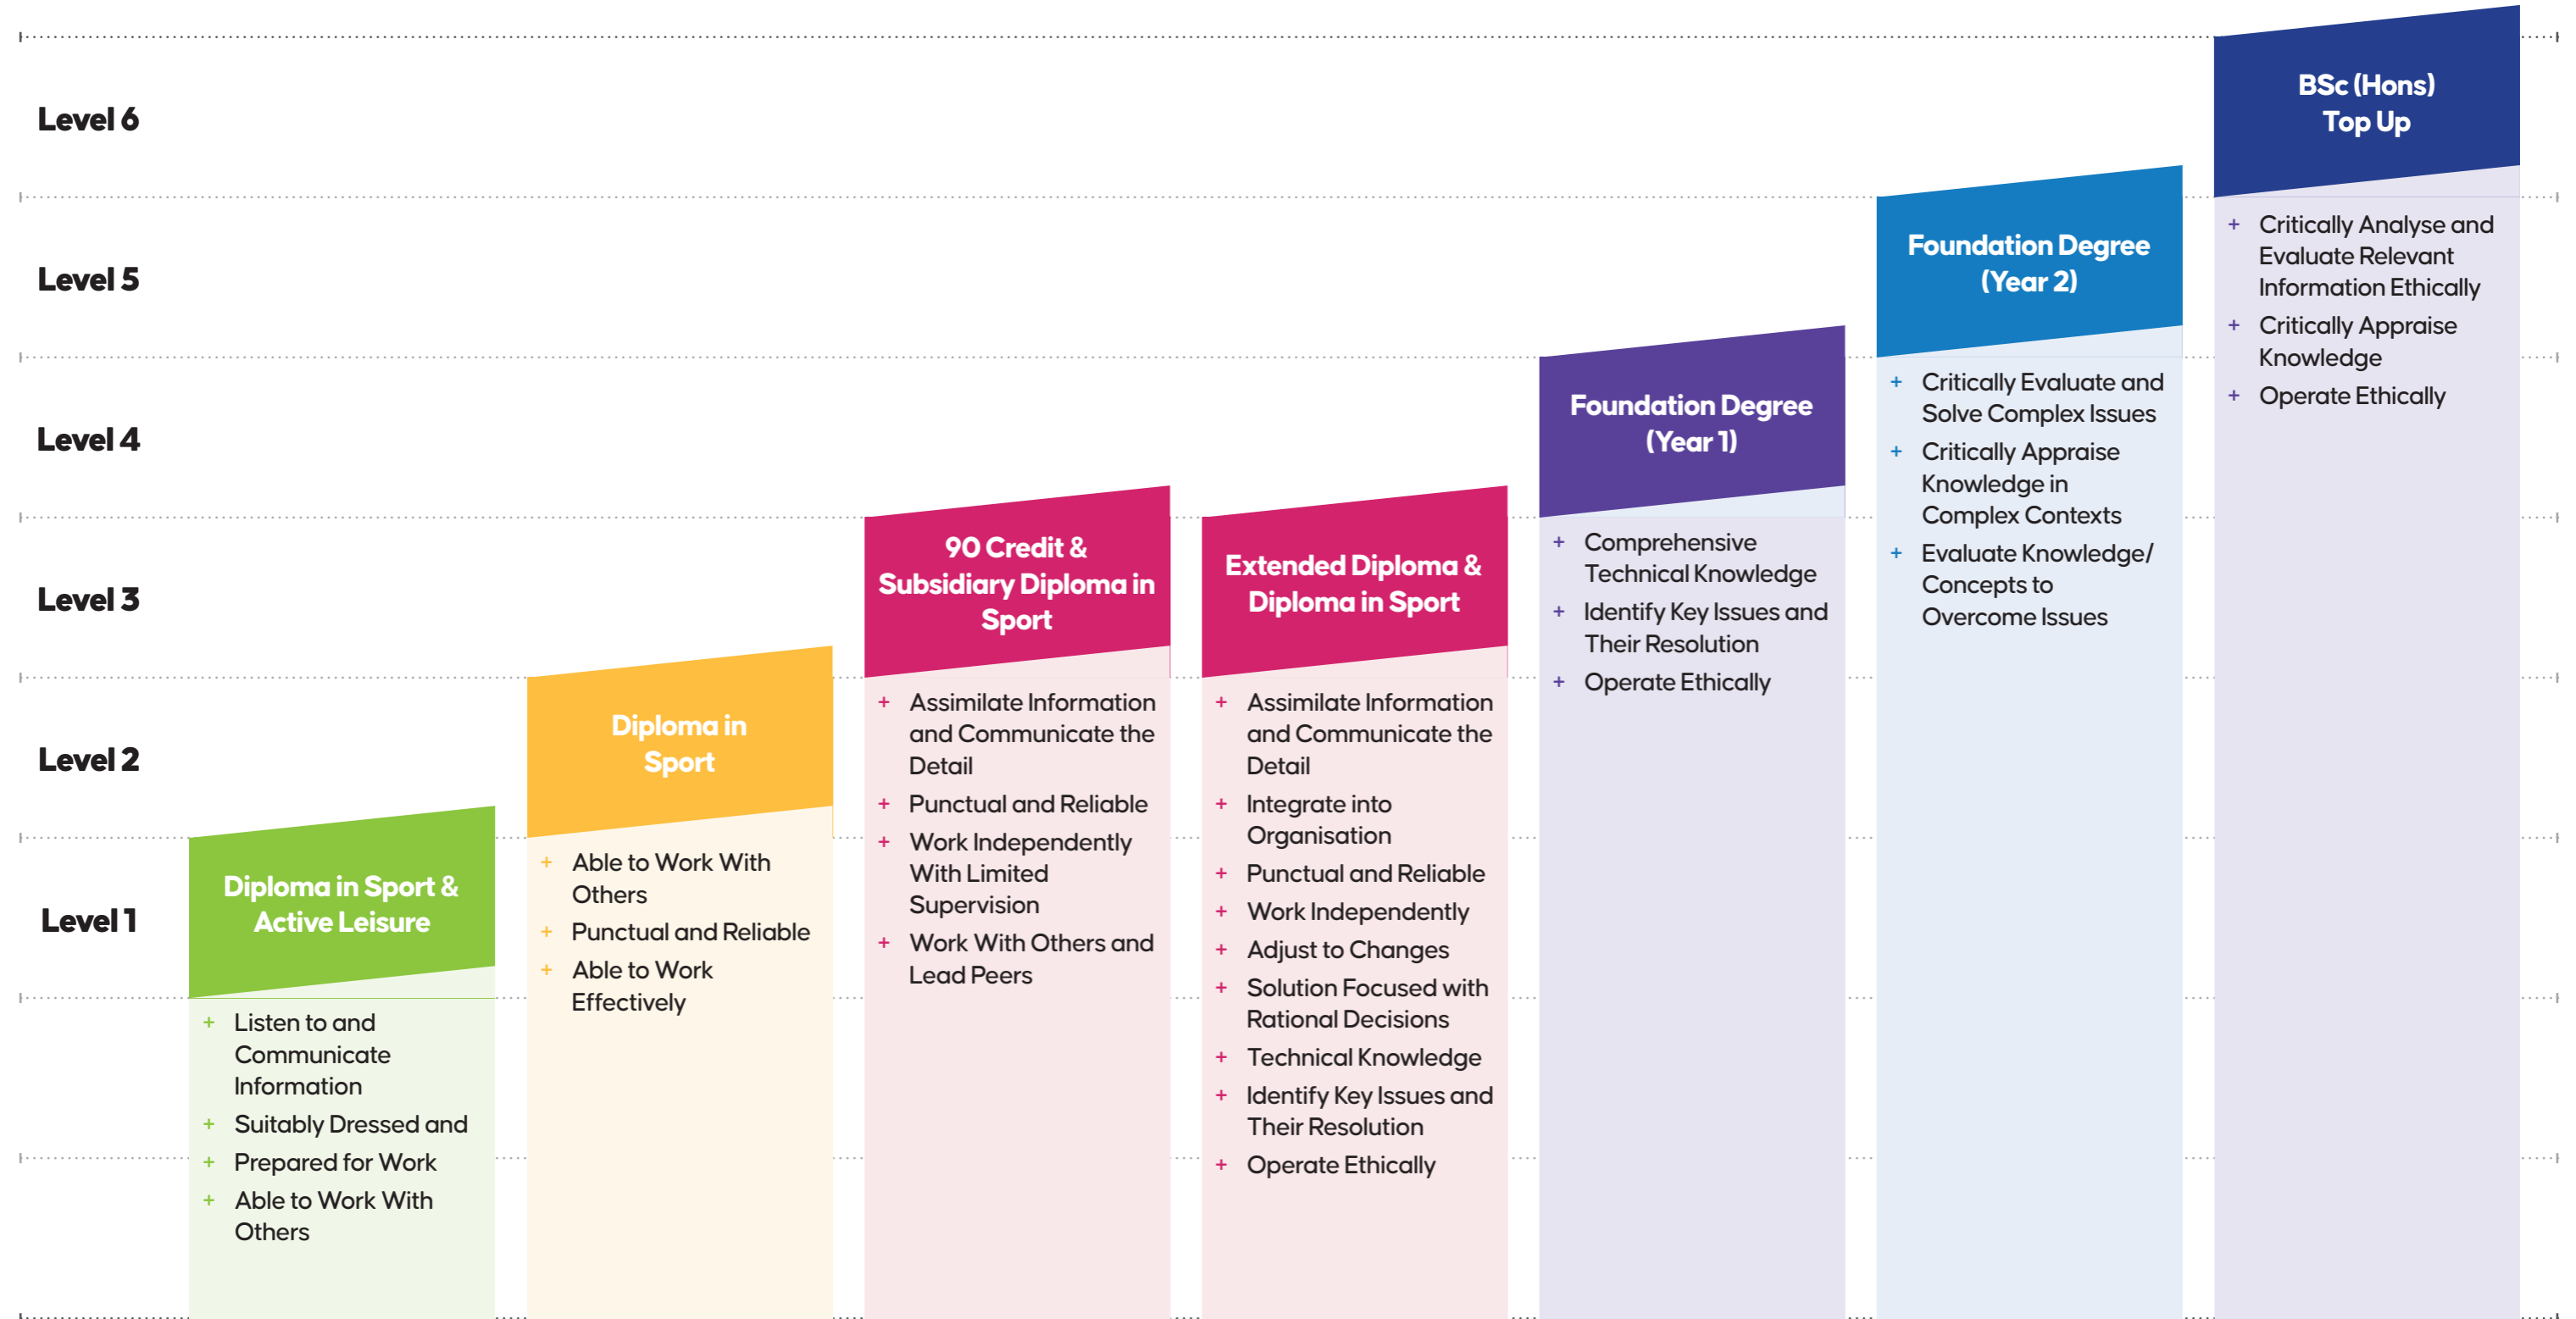 Level 6
Level 5
Level 4
Level 3
Level 2
Level 1
Diploma in Sport &
Active Leisure
+ Listen to and
Communicate
Information
+ Suitably Dressed and
+ Prepared for Work
+ Able to Work With
Others
Diploma in
Sport
+ Able to Work With
Others
+ Punctual and Reliable
+ Able to Work
Effectively
90 Credit &
Subsidiary Diploma in
Sport
+ Assimilate Information
and Communicate the
Detail
+ Punctual and Reliable
+ Work Independently
With Limited
Supervision
+ Work With Others and
Lead Peers
Extended Diploma &
Diploma in Sport
+ Assimilate Information
and Communicate the
Detail
+ Integrate into
Organisation
+ Punctual and Reliable
+ Work Independently
+ Adjust to Changes
+ Solution Focused with
Rational Decisions
+ Technical Knowledge
+ Identify Key Issues and
Their Resolution
+ Operate Ethically
Foundation Degree
(Year 1)
+ Comprehensive
Technical Knowledge
+ Identify Key Issues and
Their Resolution
+ Operate Ethically
Foundation Degree
(Year 2)
+ Critically Evaluate and
Solve Complex Issues
+ Critically Appraise
Knowledge in
Complex Contexts
+ Evaluate Knowledge/
Concepts to
Overcome Issues
BSc (Hons)
Top Up
+ Critically Analyse and
Evaluate Relevant
Information Ethically
+ Critically Appraise
Knowledge
+ Operate Ethically